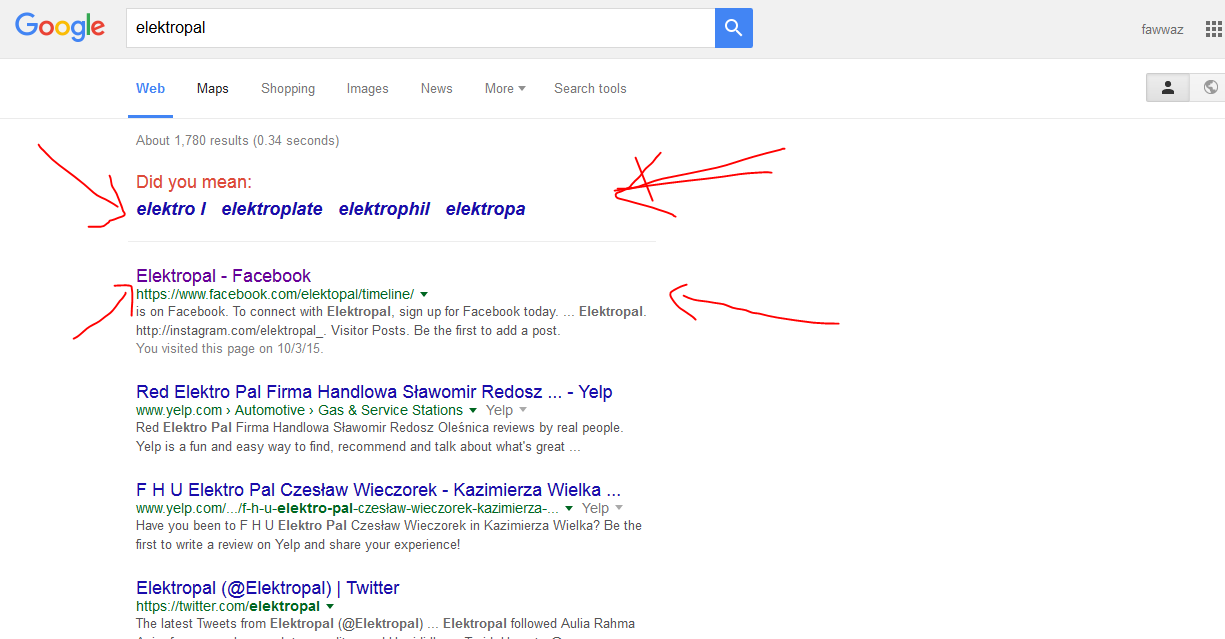 Google elektropal fawwaz
Web Maps Shopping Images News More Search tools
About 1,780 results (0.34 seconds)
Did you mean:
elektro l elektroplate elektrophil elektropa
Elektropal - Facebook
https://www.facebook.com/elektopal/timeline/
is on Facebook. To connect with Elektropal, sign up for Facebook today. ... Elektropal.
http://instagram.com/elektropal_. Visitor Posts. Be the first to add a post.
You visited this page on 10/3/15.
Red Elektro Pal Firma Handlowa Sławomir Redosz ... - Yelp
www.yelp.com › Automotive › Gas & Service Stations Yelp
Red Elektro Pal Firma Handlowa Sławomir Redosz Oleśnica reviews by real people.
Yelp is a fun and easy way to find, recommend and talk about what's great ...
F H U Elektro Pal Czesław Wieczorek - Kazimierza Wielka ...
www.yelp.com/.../f-h-u-elektro-pal-czesław-wieczorek-kazimierza-... Yelp
Have you been to F H U Elektro Pal Czesław Wieczorek in Kazimierza Wielka? Be the
first to write a review on Yelp and share your experience!
Elektropal (@Elektropal) | Twitter
https://twitter.com/elektropal
The latest Tweets from Elektropal (@Elektropal) ... Elektropal followed Aulia Rahma